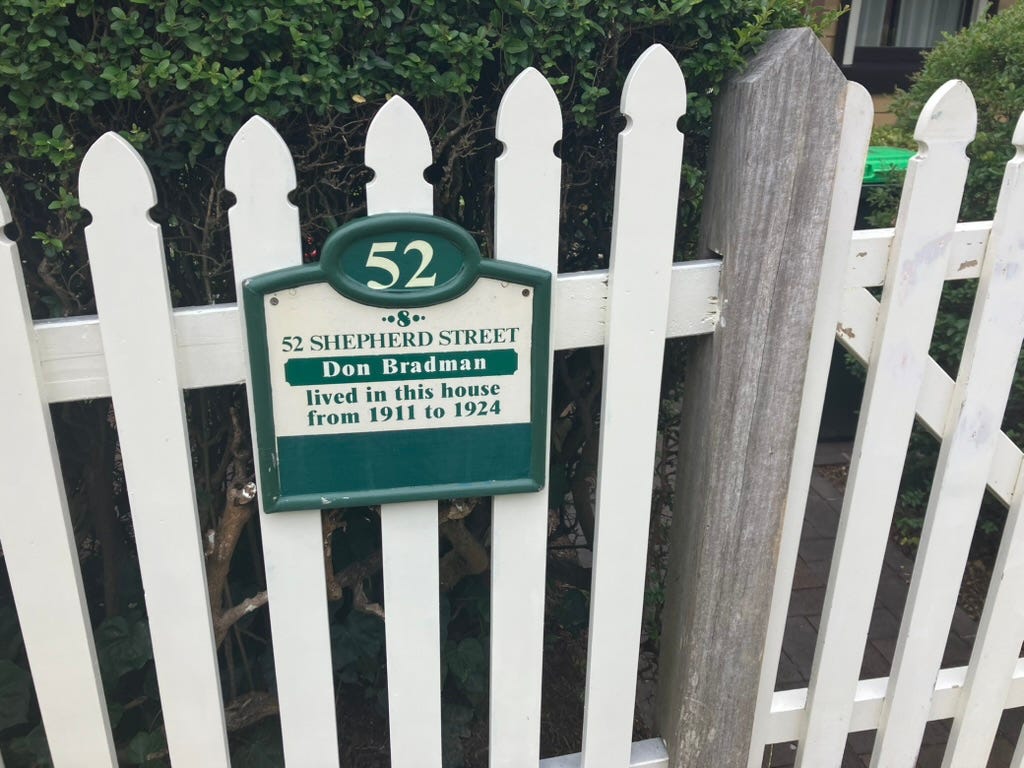 52
52 SHEPHERD STREET
Don Bradman
lived in this house
from 1911 to 1924